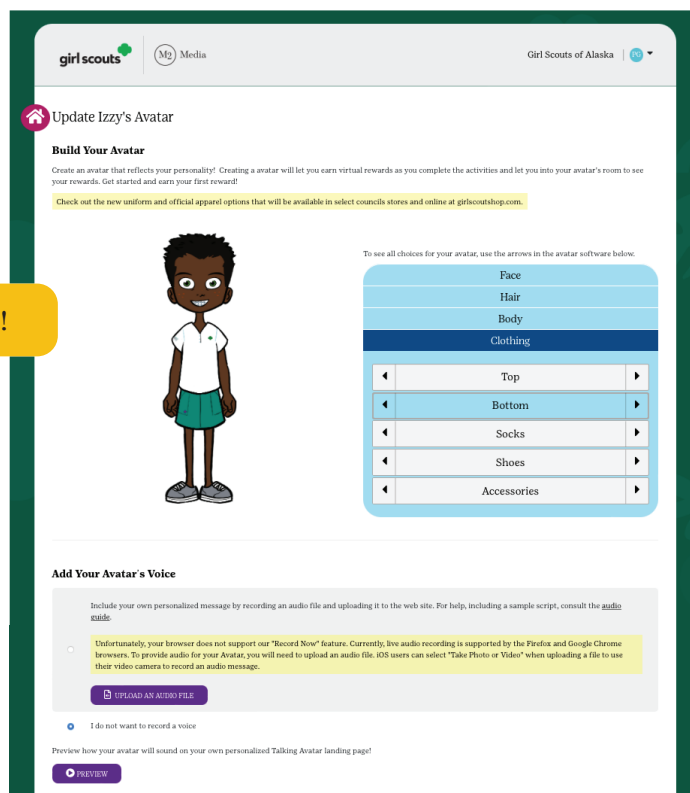 girl scouts
M2 Media
Girl Scouts of Alaska | PG
Update Izzy's Avatar
Build Your Avatar
Create an avatar that reflects your personality! Creating a avatar will let you earn virtual rewards as you complete the activities and let you into your avatar's room to see
your rewards. Get started and earn your first reward!
Check out the new uniform and official apparel options that will be available in select councils stores and online at girlscoutshop.com.
!
To see all choices for your avatar, use the arrows in the avatar software below.
Face
Hair
Body
Clothing
Top
Bottom
Socks
Shoes
Accessories
Add Your Avatar's Voice
Include your own personalized message by recording an audio file and uploading it to the web site. For help, including a sample script, consult the audio
guide.
Unfortunately, your browser does not support our "Record Now" feature. Currently, live audio recording is supported by the Firefox and Google Chrome
browsers. To provide audio for your Avatar, you will need to upload an audio file. iOS users can select "Take Photo or Video" when uploading a file to use
their video camera to record an audio message.
UPLOAD AN AUDIO FILE
I do not want to record a voice
Preview how your avatar will sound on your own personalized Talking Avatar landing page!
PREVIEW